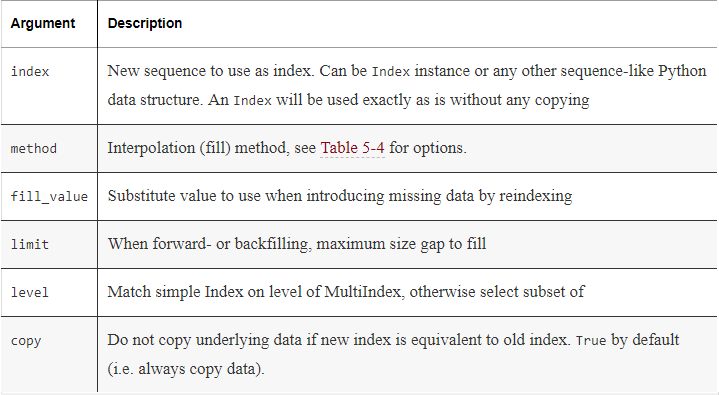 Argument Description
index New sequence to use as index. Can be Index instance or any other sequence-like Python
data structure. An Index will be used exactly as is without any copying
method Interpolation (fill) method, see Table 5-4 for options.
fill_value Substitute value to use when introducing missing data by reindexing
limit When forward- or backfilling, maximum size gap to fill
level Match simple Index on level of MultiIndex, otherwise select subset of
copy Do not copy underlying data if new index is equivalent to old index. True by default
(i.e. always copy data).